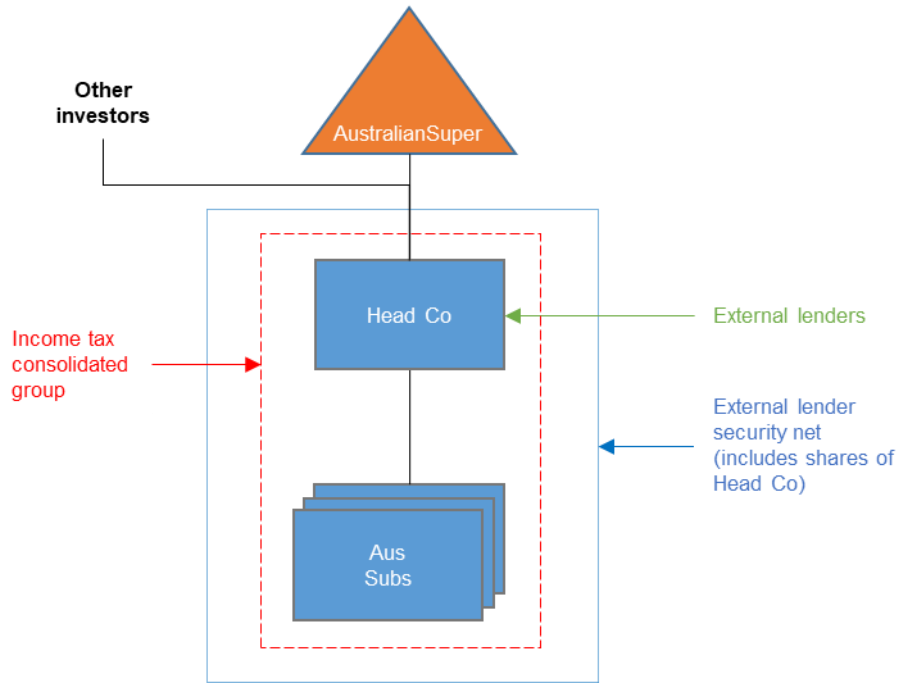 Other
investors
AustralianSuper
Head Co
External lenders
Income tax
consolidated
group
External lender
security net
(includes shares of
Head Co)
Aus
Subs